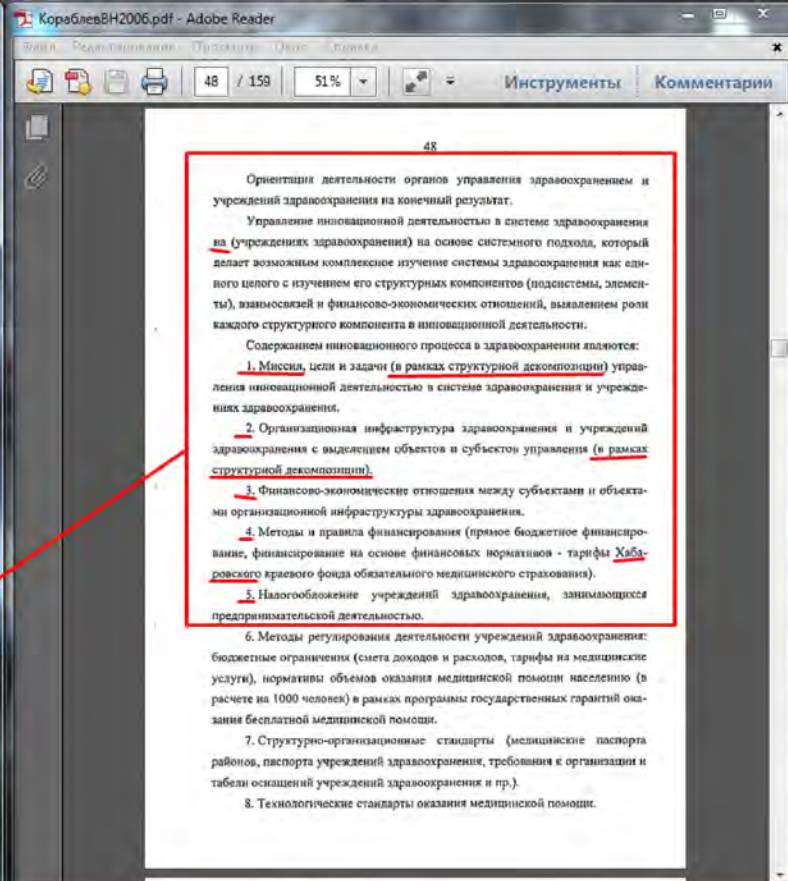 КораблевВН2006.pdf - Adobe Reader
Файл Редактирование Просмотр Окно Справка
48 / 159 51% Инструменты Комментарии
48
Ориентация деятельности органов управления здравоохранением и
учреждений здравоохранения на конечный результат.
Управление инновационной деятельностью в системе здравоохранения
на (учреждениях здравоохранения) на основе системного подхода, который
делает возможным комплексное изучение системы здравоохранения как еди-
ного целого с изучением его структурных компонентов (подсистемы, элемен-
ты), взаимосвязей и финансово-экономических отношений, выявлением роли
каждого структурного компонента в инновационной деятельности.
Содержанием инновационного процесса в здравоохранении являются:
1. Миссия, цели и задачи (в рамках структурной декомпозиции) управ-
ления инновационной деятельностью в системе здравоохранения и учрежде-
ниях здравоохранения.
2. Организационная инфраструктура здравоохранения и учреждений
здравоохранения с выделением объектов и субъектов управления (в рамках
структурной декомпозиции).
3. Финансово-экономические отношения между субъектами и объекта-
ми организационной инфраструктуры здравоохранения.
4. Методы и правила финансирования (прямое бюджетное финансиро-
вание, финансирование на основе финансовых нормативов - тарифы Хаба-
ровского краевого фонда обязательного медицинского страхования).
5. Налогообложение учреждений здравоохранения, занимающихся
предпринимательской деятельностью.
6. Методы регулирования деятельности учреждений здравоохранения:
бюджетные ограничения (смета доходов и расходов, тарифы на медицинские
услуги), нормативы объемов оказания медицинской помощи населению (в
расчете на 1000 человек) в рамках программы государственных гарантий ока-
зания бесплатной медицинской помощи.
7. Структурно-организационные стандарты (медицинские паспорта
районов, паспорта учреждений здравоохранения, требования к организации и
табели оснащений учреждений здравоохранения и пр.).
8. Технологические стандарты оказания медицинской помощи.